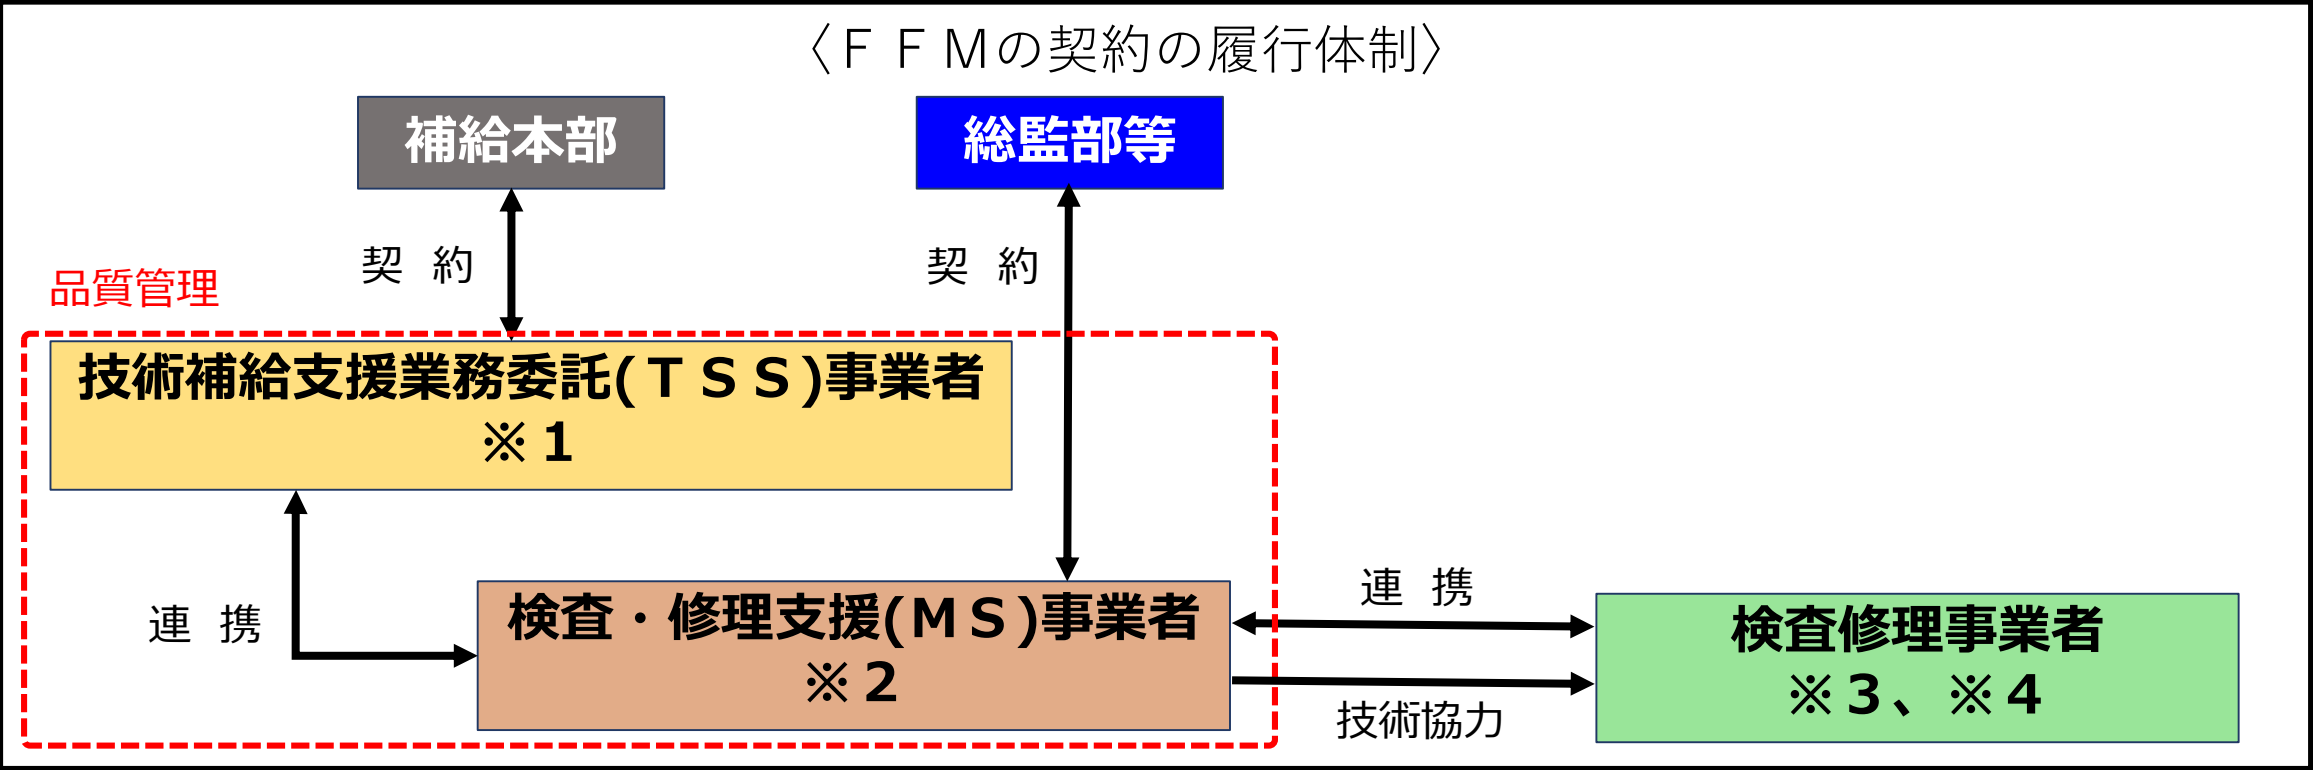 〈ＦＦＭの契約の履行体制〉
補給本部
総監部等
契　約
契　約
品質管理
技術補給支援業務委託(ＴＳＳ)事業者
※１
連　携
検査・修理支援(ＭＳ)事業者
※２
連　携
技術協力
検査修理事業者
※３、※４